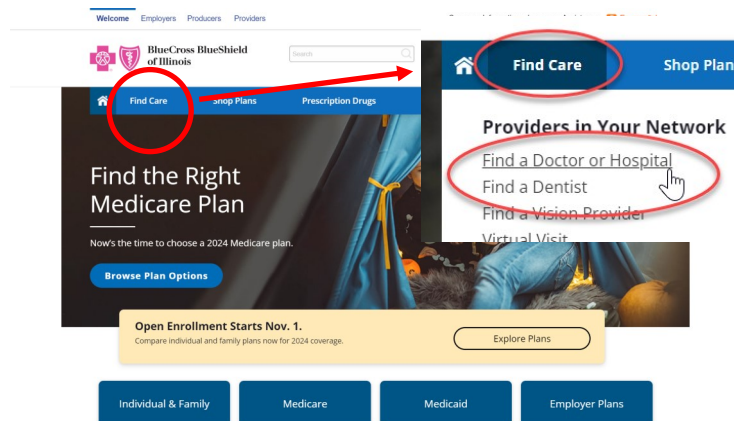 Welcome Employers Producers Providers
BlueCross BlueShield
of Illinois
Search
Find Care Shop Plans Prescription Drugs
Find the Right
Medicare Plan
Now's the time to choose a 2024 Medicare plan.
Browse Plan Options
Find Care Shop Plan
Providers in Your Network
Find a Doctor or Hospital
Find a Dentist
Find a Vision Provider
Virtual Visit
Open Enrollment Starts Nov. 1.
Compare individual and family plans now for 2024 coverage.
Explore Plans
Individual & Family Medicare Medicaid Employer Plans